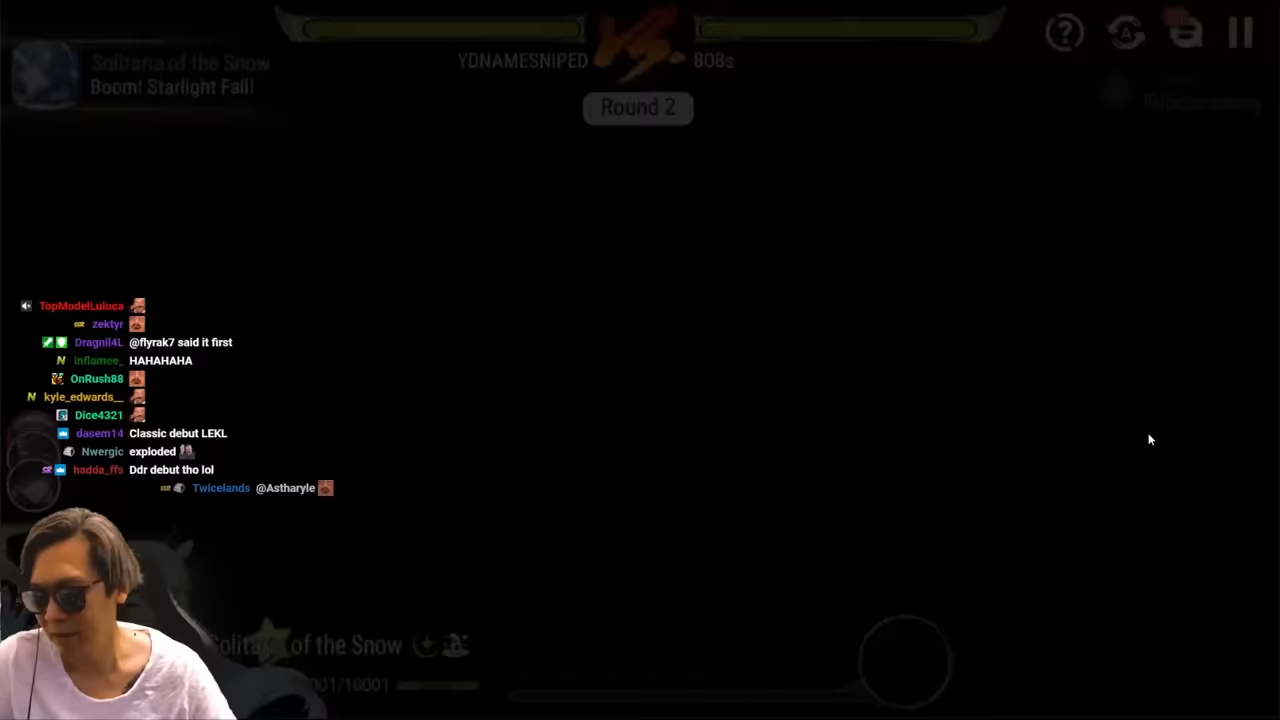 Solitaria of the Snow
Boom! Starlight Fall!
VS
YDNAMESNIPED
808s
Round 2
TopModelLuluca
zektyr
Dragnil4L @flyrak7 said it first
inflamee_ HAHAHAHA
OnRush88
kyle_edwards__
Dice4321
dasem14 Classic debut LEKL
Nwergic exploded
hadda_ffs Ddr debut tho lol
Twicelands @Astharyle
Solitaria of the Snow
/10001